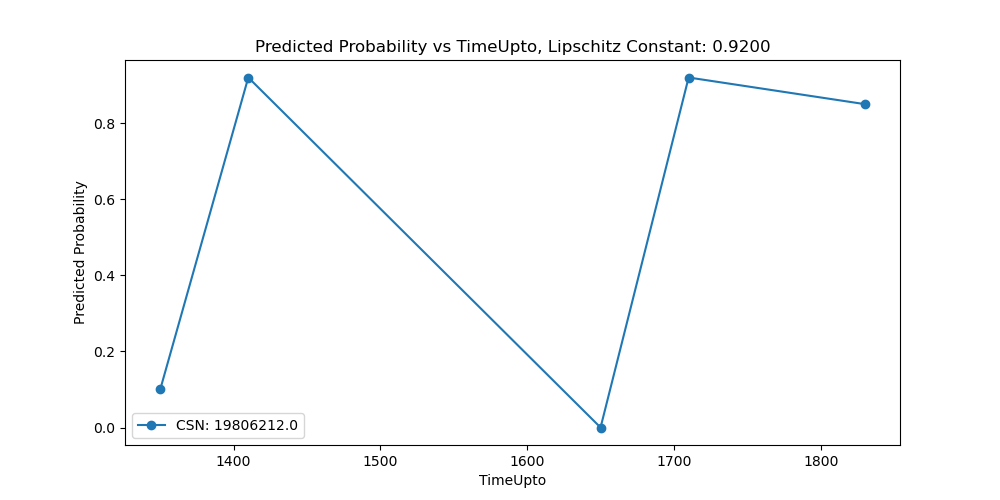 Predicted Probability vs TimeUpto, Lipschitz Constant: 0.9200
Predicted Probability
0.8
0.6
0.4
0.2
0.0
CSN: 19806212.0
1400 1500 1600 1700 1800
TimeUpto